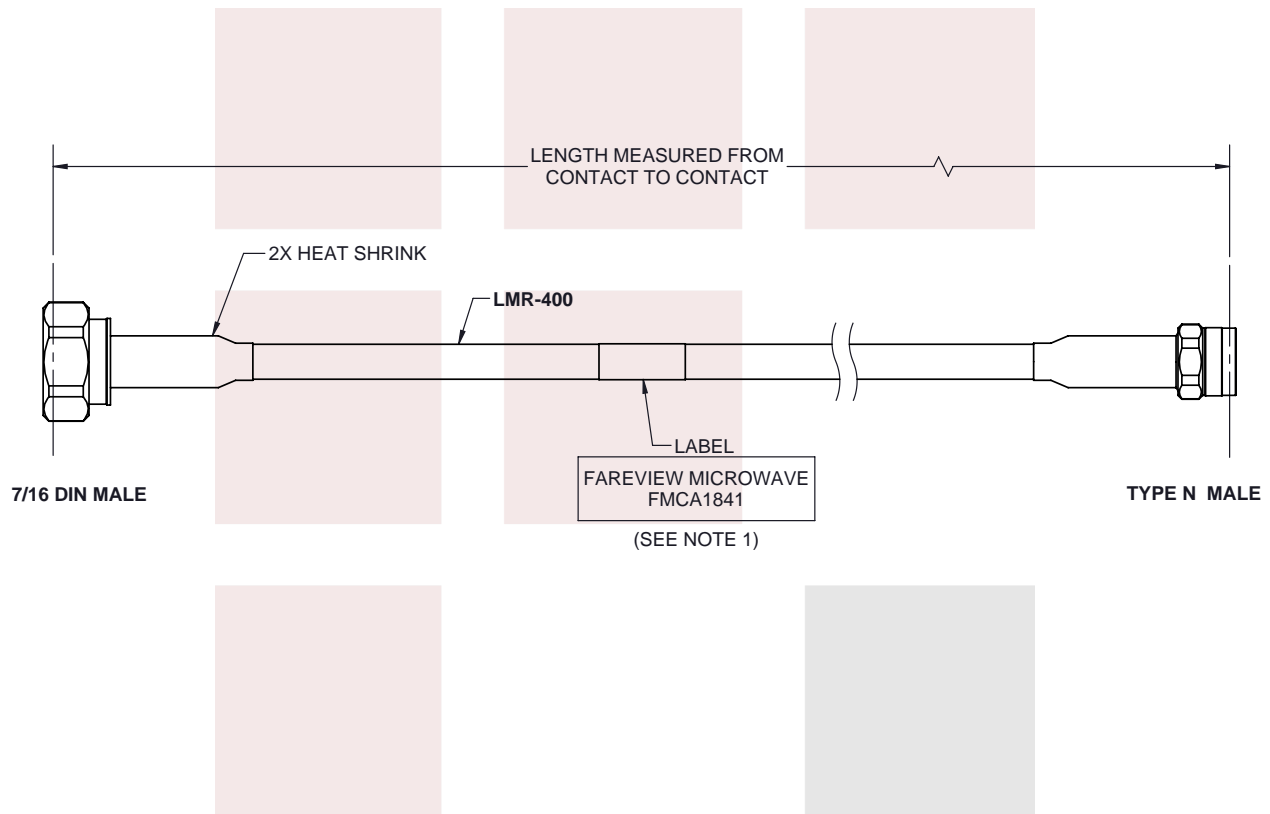 LENGTH MEASURED FROM
CONTACT TO CONTACT
2X HEAT SHRINK
LMR-400
LABEL
FAREVIEW MICROWAVE
FMCA1841
(SEE NOTE 1)
7/16 DIN MALE
TYPE N MALE